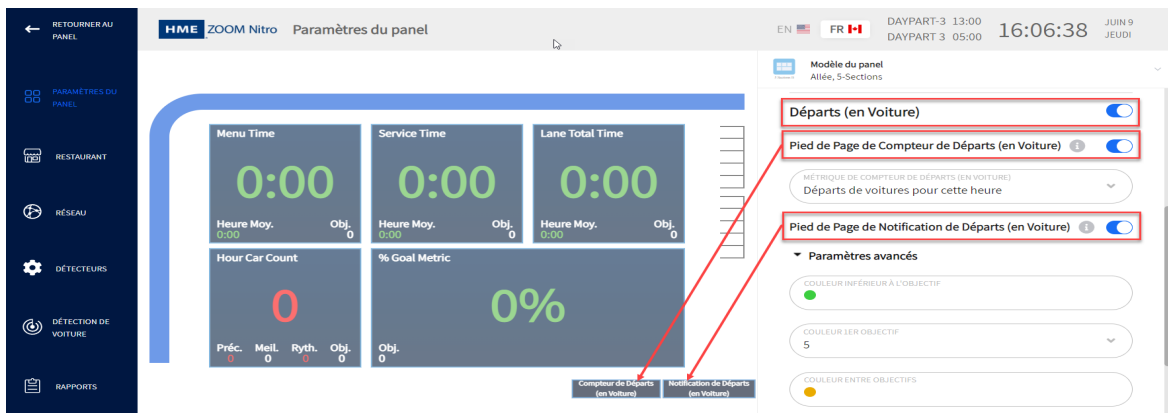 RETOURNER AU
PANEL
HME ZOOM Nitro Paramètres du panel
EN FR
DAYPART-3 13:00
DAYPART 3 05:00
16:06:38
JUIN 9
JEUDI
PARAMÈTRES DU
PANEL
RESTAURANT
RÉSEAU
DÉTECTEURS
DÉTECTION DE
VOITURE
RAPPORTS
Menu Time
0:00
Heure Moy. Obj.
0:00 0
Service Time
0:00
Heure Moy. Obj.
0:00 0
Lane Total Time
0:00
Heure Moy. Obj.
0:00 0
Hour Car Count
0
Préc. Meil. Ryth. Obj.
0 0 0 0
% Goal Metric
0%
Obj.
0
Compteur de Départs
(en Voiture)
Notification de Départs
(en Voiture)
Modèle du panel
Allée, 5-Sections
Départs (en Voiture)
Pied de Page de Compteur de Départs (en Voiture)
MÉTRIQUE DE COMPTEUR DE DÉPARTS (EN VOITURE)
Départs de voitures pour cette heure
Pied de Page de Notification de Départs (en Voiture)
Paramètres avancés
COULEUR INFÉRIEUR À L'OBJECTIF
COULEUR 1ER OBJECTIF
5
COULEUR ENTRE OBJECTIFS